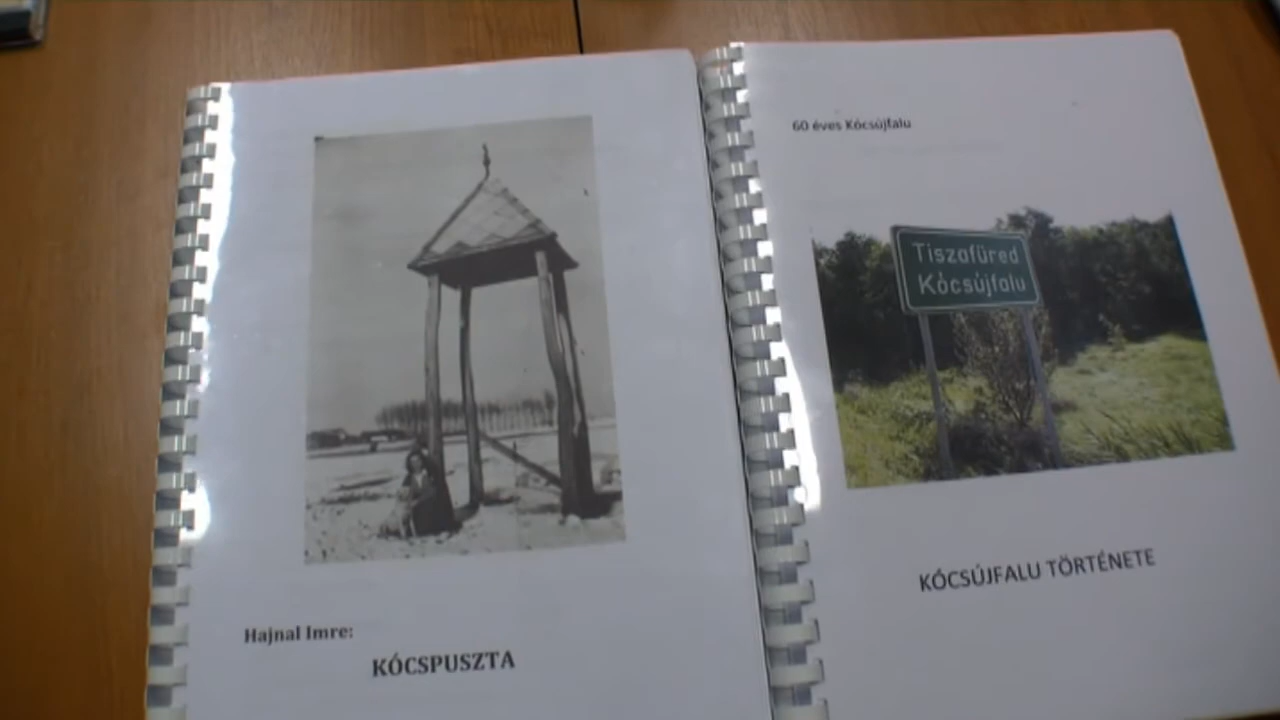 Hajnal Imre:
KÓCSPUSZTA
60 éves Kócsújfalu
Tiszafüred
Kócsújfalu
KÓCSÚJFALU TÖRTÉNETE